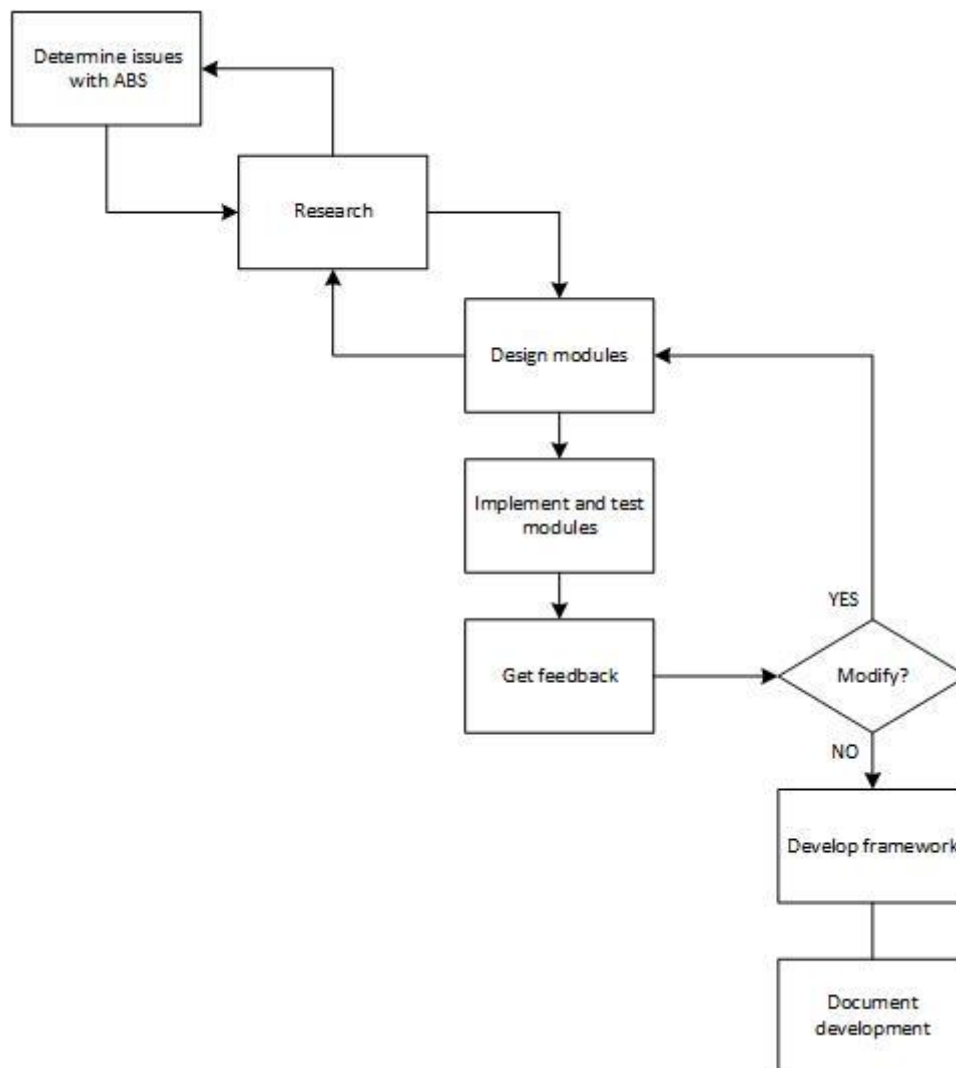 Determine issues
with ABS
Research
Design modules
Implement and test
modules
Get feedback
YES
Modify?
NO
Develop framework
Document
development